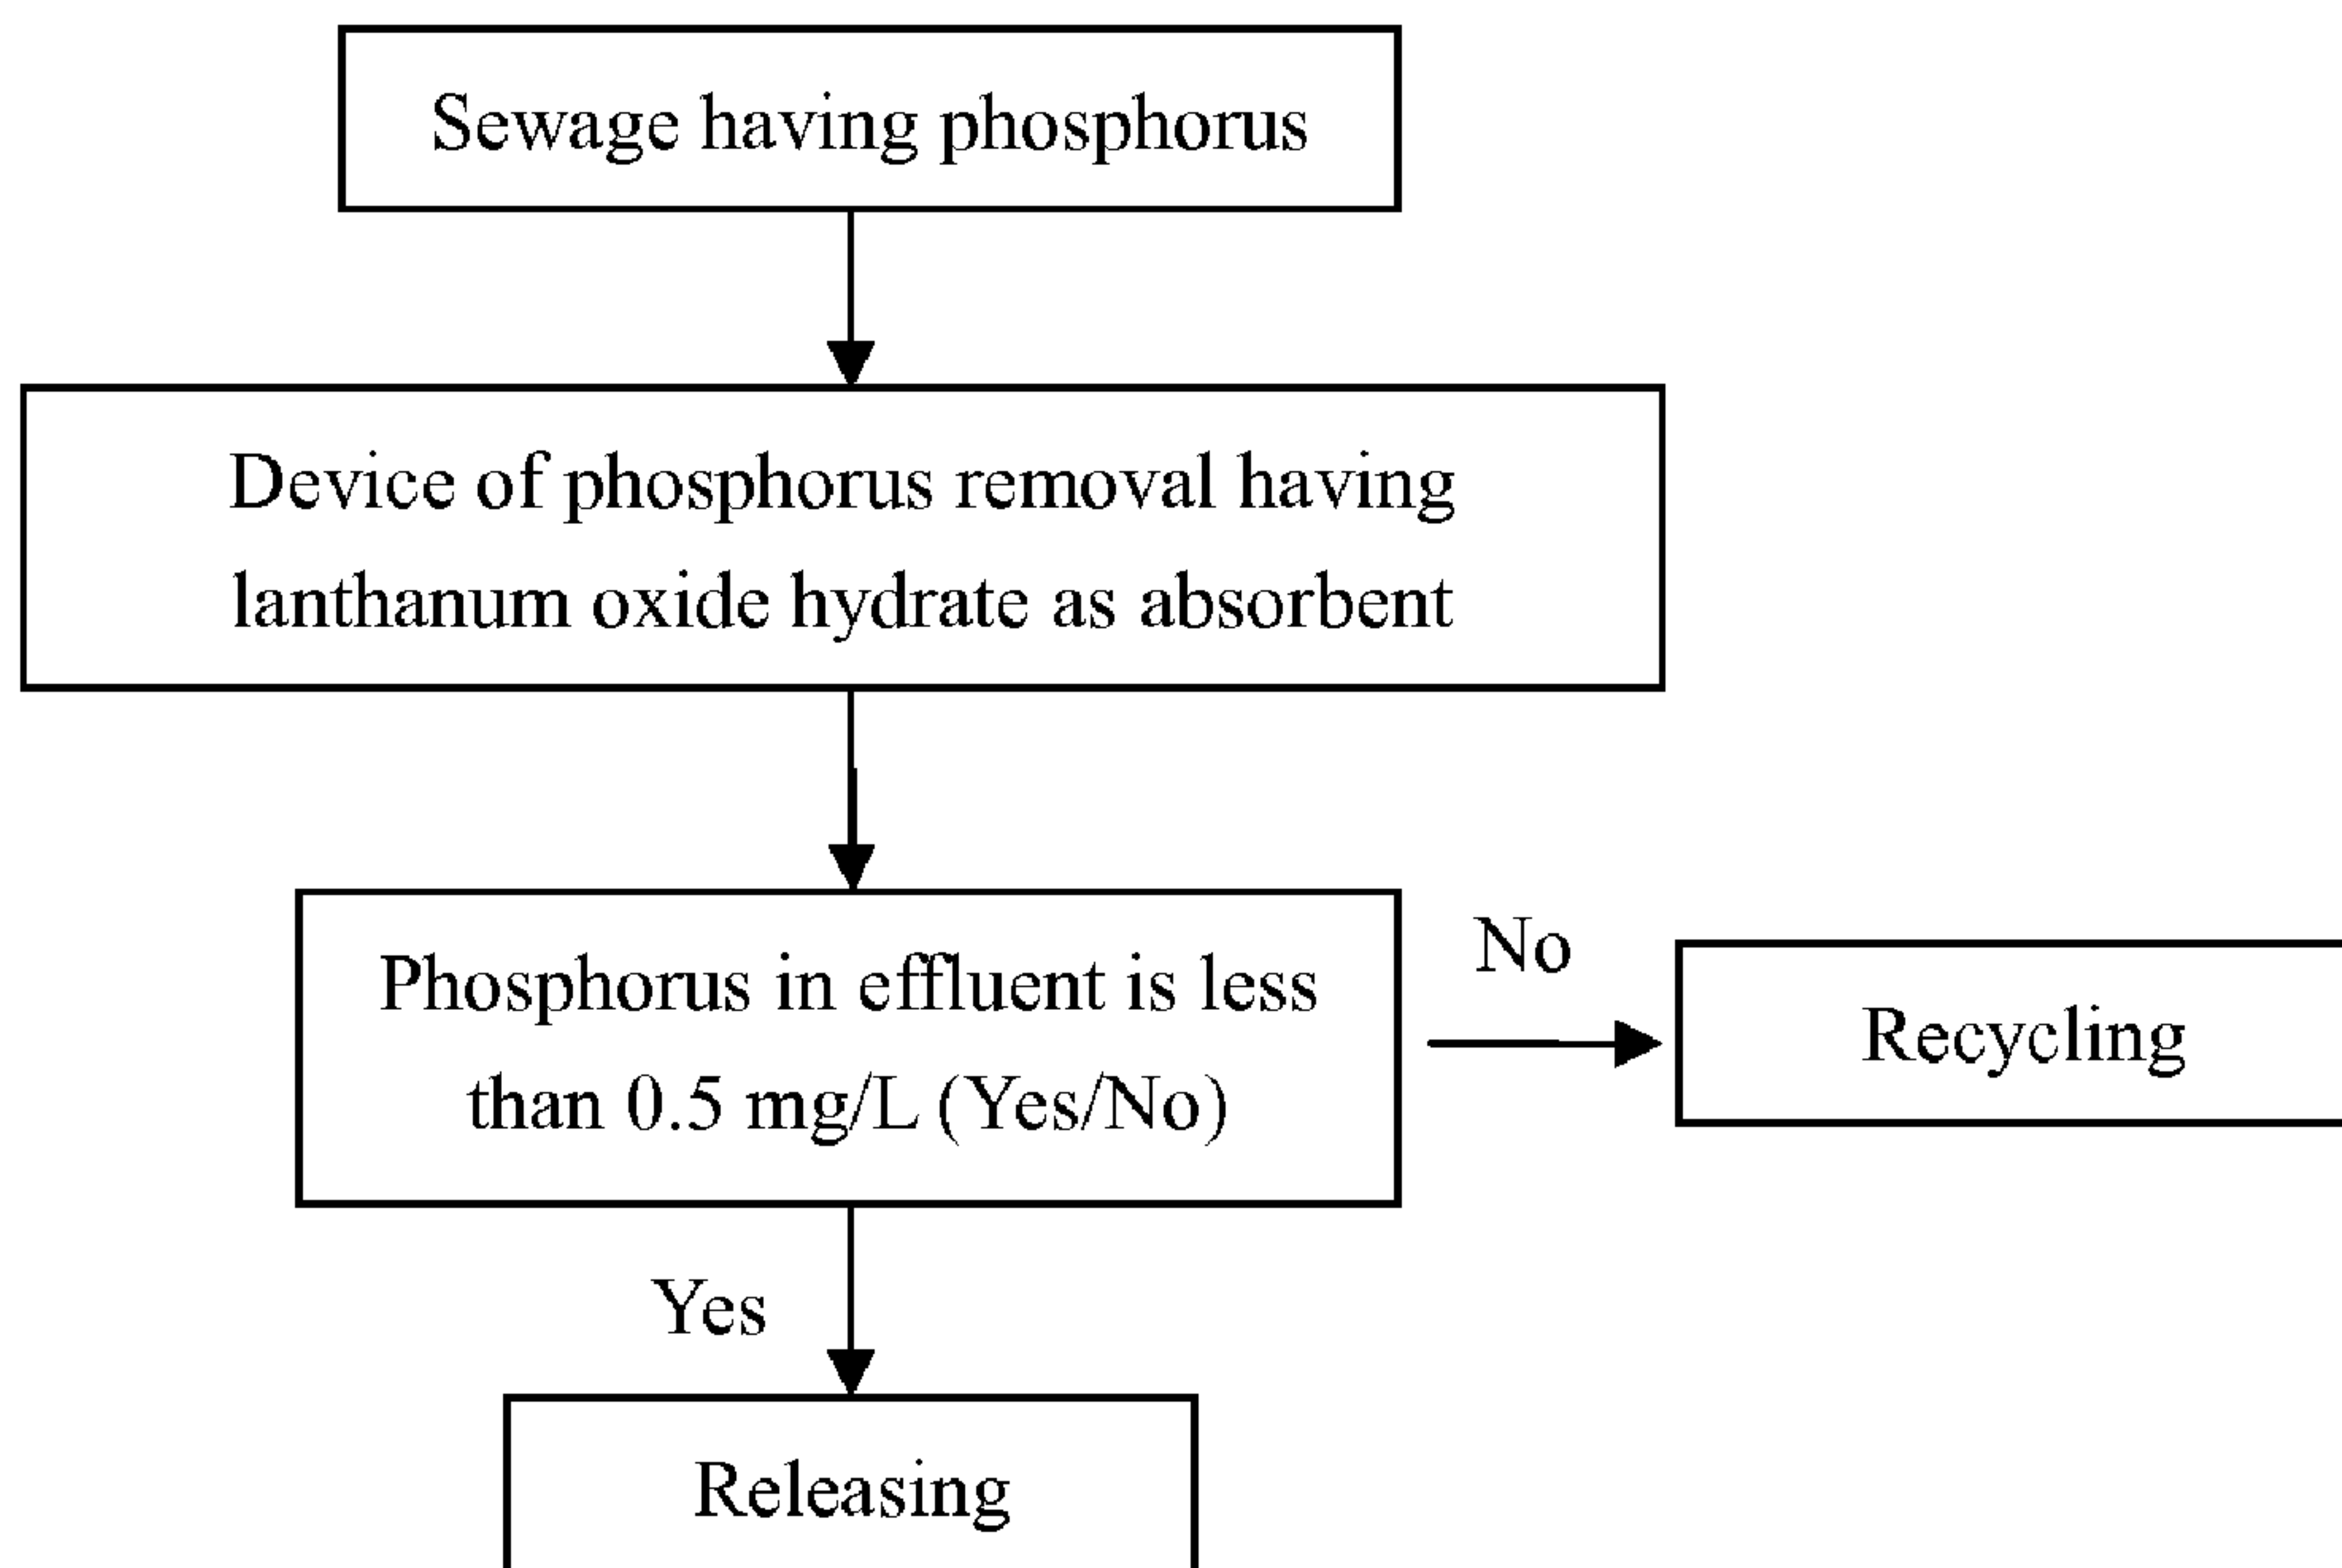 Sewage having phosphorus
Device of phosphorus removal having
lanthanum oxide hydrate as absorbent
Phosphorus in effluent is less
than 0.5 mg/L (Yes/No)
No
Recycling
Yes
Releasing